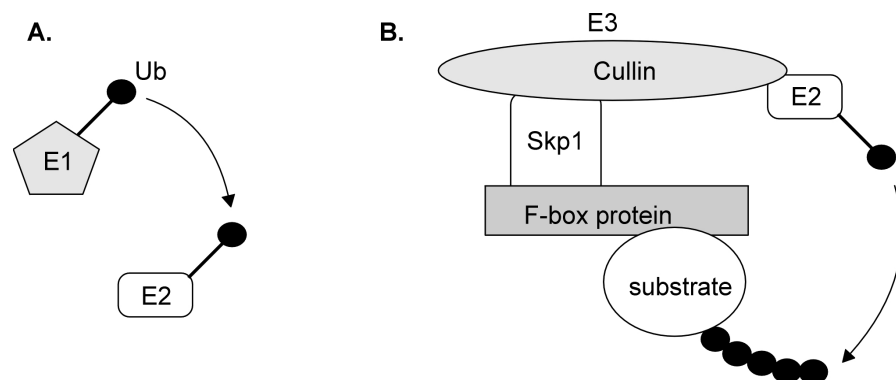 A.
Ub
E1
E2
B.
E3
Cullin
E2
Skp1
F-box protein
substrate